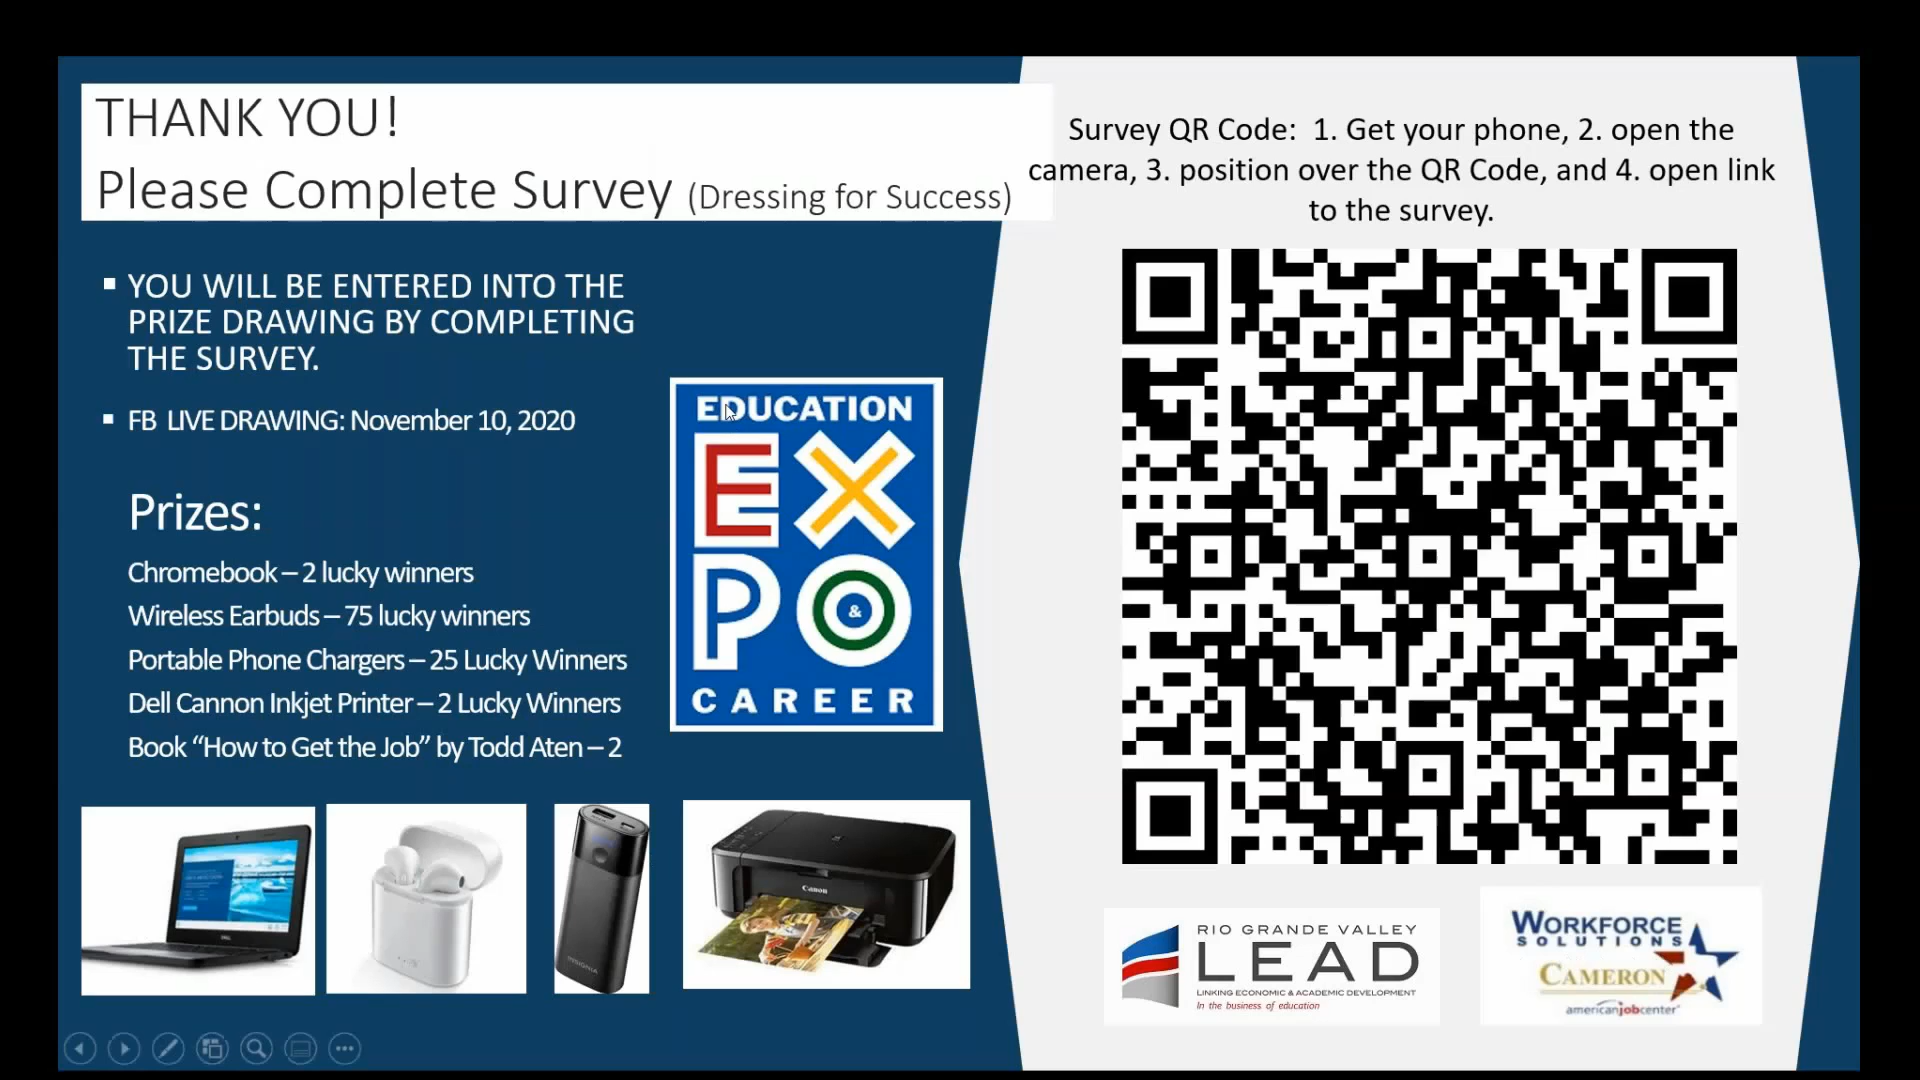 THANK YOU!
Please Complete Survey (Dressing for Success)
YOU WILL BE ENTERED INTO THE
PRIZE DRAWING BY COMPLETING
THE SURVEY.
FB LIVE DRAWING: November 10, 2020
Prizes:
Chromebook – 2 lucky winners
Wireless Earbuds – 75 lucky winners
Portable Phone Chargers – 25 Lucky Winners
Dell Cannon Inkjet Printer – 2 Lucky Winners
Book “How to Get the Job” by Todd Aten – 2
EDUCATION
EX
PO
&
CAREER
DELL
INSIGNIA
Canon
Survey QR Code: 1. Get your phone, 2. open the
camera, 3. position over the QR Code, and 4. open link
to the survey.
RIO GRANDE VALLEY
LEAD
LINKING ECONOMIC & ACADEMIC DEVELOPMENT
In the business of education
WORKFORCE
SOLUTIONS
CAMERON
americanjobcenter